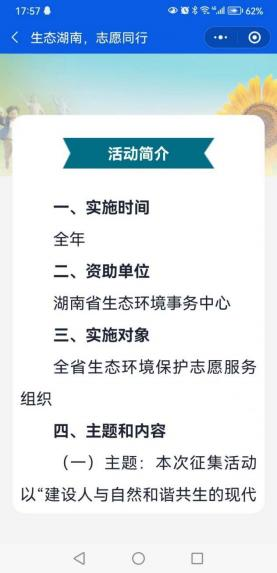 17:57
62%
生态湖南，志愿同行
活动简介
一、实施时间
全年
二、资助单位
湖南省生态环境事务中心
三、实施对象
全省生态环境保护志愿服务
组织
四、主题和内容
（一）主题：本次征集活动
以“建设人与自然和谐共生的现代